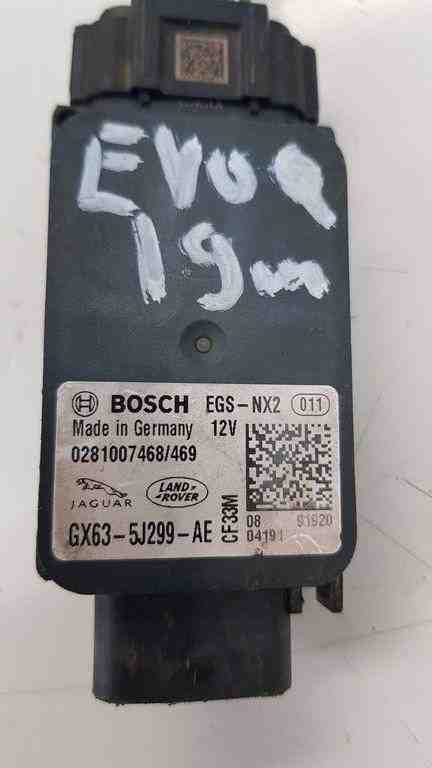 EVOQ
19m
BOSCH EGS-NX2 011
Made in Germany 12V
0281007468/469
JAGUAR
LAND-
ROVER
GX63-5J299-AE
CF33M
08 91920
04191